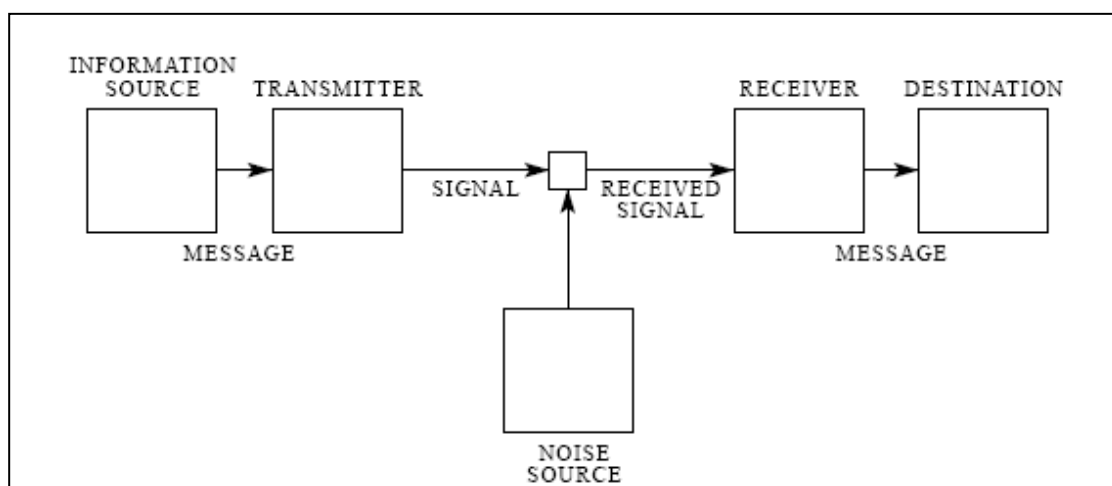 INFORMATION
SOURCE
TRANSMITTER
RECEIVER
DESTINATION
SIGNAL
RECEIVED
SIGNAL
MESSAGE
MESSAGE
NOISE
SOURCE